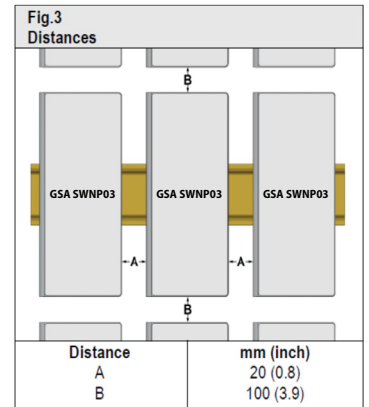 Fig.3
Distances
B
GSA SWNP03 GSA SWNP03 GSA SWNP03
A A
B
Distance mm (inch)
A 20 (0.8)
B 100 (3.9)